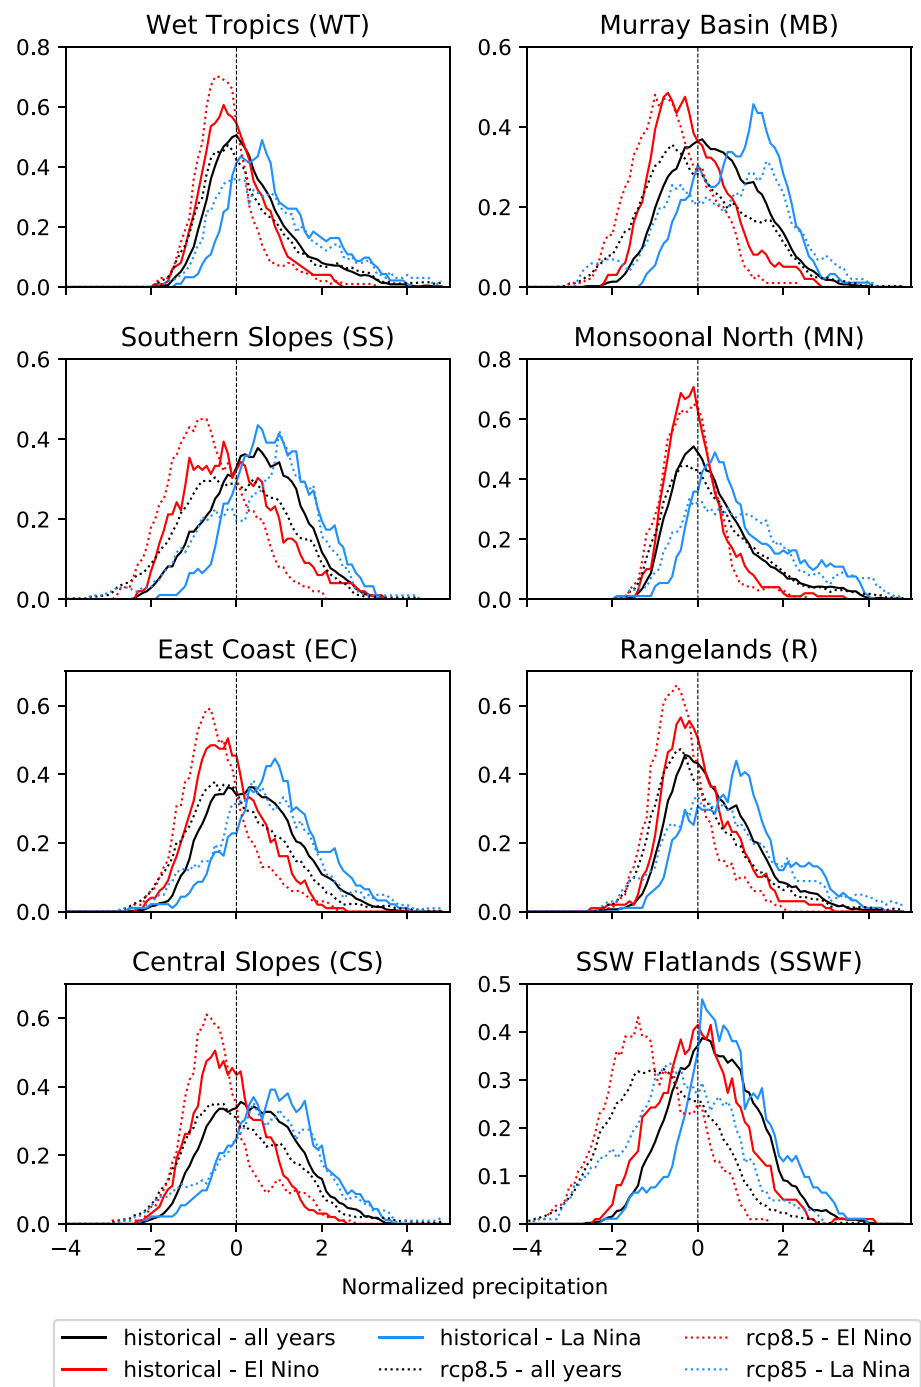 Wet Tropics (WT)
Murray Basin (MB)
0.8
0.6
0.4
0.2
0.0
0.6
0.4
0.2
0.0
Southern Slopes (SS)
Monsoonal North (MN)
0.6
0.4
0.2
0.0
0.8
0.6
0.4
0.2
0.0
East Coast (EC)
Rangelands (R)
0.6
0.4
0.2
0.0
0.6
0.4
0.2
0.0
Central Slopes (CS)
SSW Flatlands (SSWF)
0.6
0.4
0.2
0.0
0.5
0.4
0.3
0.2
0.1
0.0
−4 −2 0 2 4
−4 −2 0 2 4
Normalized precipitation
historical - all years
historical - El Nino
historical - La Nina
rcp8.5 - all years
rcp8.5 - El Nino
rcp85 - La Nina